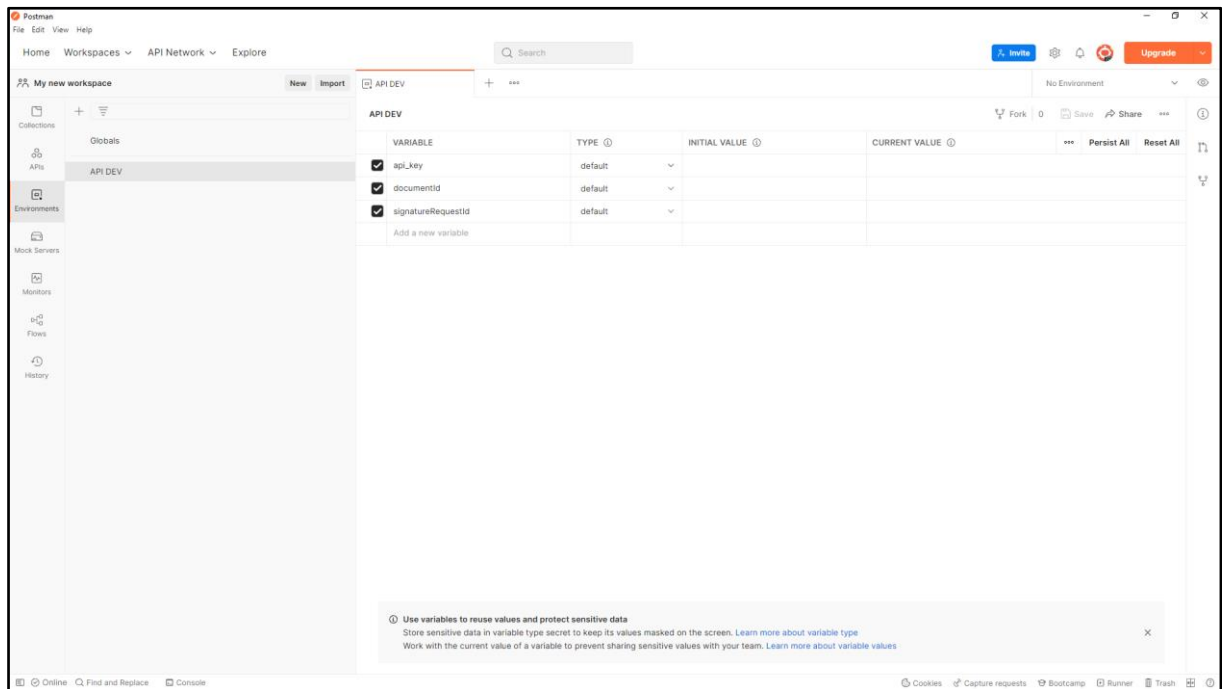 Postman
File Edit View Help
Home Workspaces API Network Explore Search Invite Upgrade
My new workspace New Import API DEV No Environment
Collections
APIs
Environments
Mock Servers
Monitors
Flows
History
Globals
API DEV
API DEV Fork 0 Save Share
VARIABLE TYPE INITIAL VALUE CURRENT VALUE Persist All Reset All
api_key default
documentId default
signatureRequestId default
Add a new variable
Use variables to reuse values and protect sensitive data
Store sensitive data in variable type secret to keep its values masked on the screen. Learn more about variable type
Work with the current value of a variable to prevent sharing sensitive values with your team. Learn more about variable values
Online Find and Replace Console Cookies Capture requests Bootcamp Runner Trash